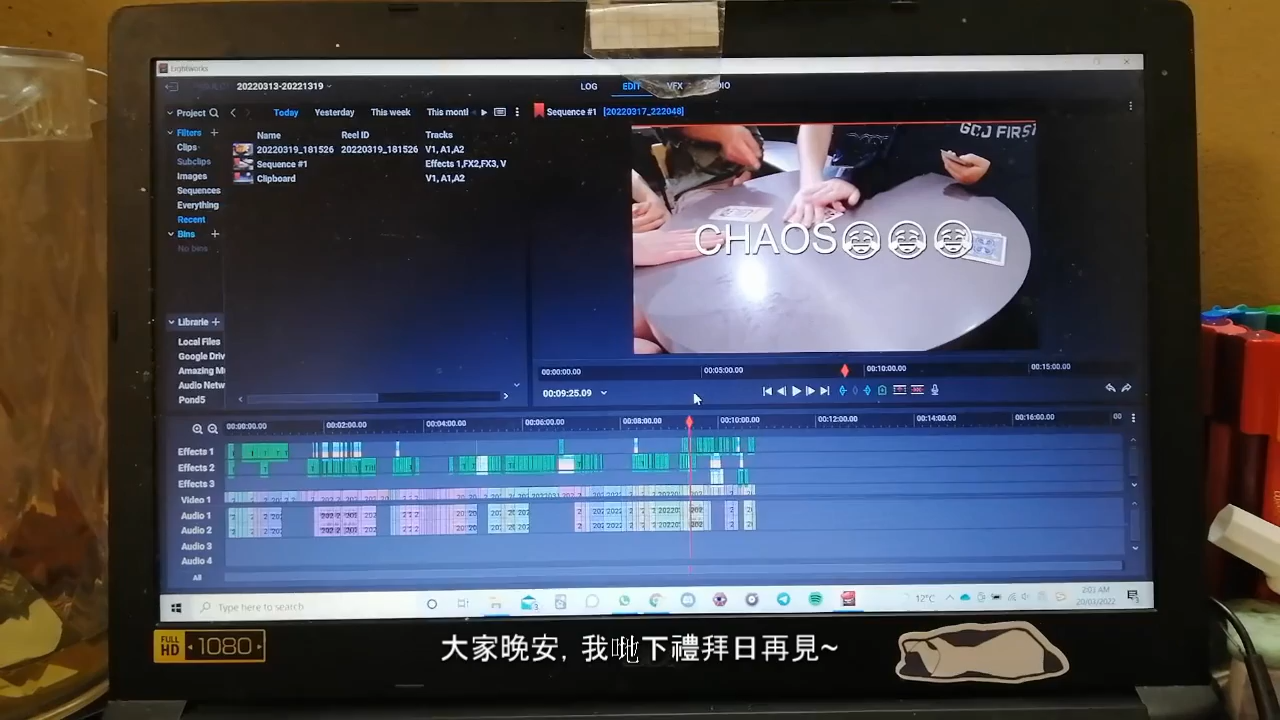 Lightworks
20220313-20221319
LOG
EDIT
VFX
Project
Today
Yesterday
This week
This month
Sequence #1 [20220317_222048]
Filters
Clips
Subclips
Images
Sequences
Everything
Recent
Bins
No bins
Name Reel ID Tracks
20220319_181526 20220319_181526 V1, A1,A2
Sequence #1 Effects 1,FX2,FX3, V
Clipboard V1, A1,A2
GOD FIRST
CHAOS😂😂😂
Librarie
Local Files
Google Driv
Amazing M
Audio Netw
Pond5
00:00:00.00 00:05:00.00 00:10:00.00 00:15:00.00
00:09:25.09
00:00:00.00 00:02:00.00 00:04:00.00 00:06:00.00 00:08:00.00 00:10:00.00 00:12:00.00 00:14:00.00 00:16:00.00 00
Effects 1
Effects 2
Effects 3
Video 1
Audio 1
Audio 2
Audio 3
Audio 4
All
Type here to search
12°C
2:03 AM
20/03/2022
FULL HD 1080
大家晚安, 我哋下禮拜日再見~